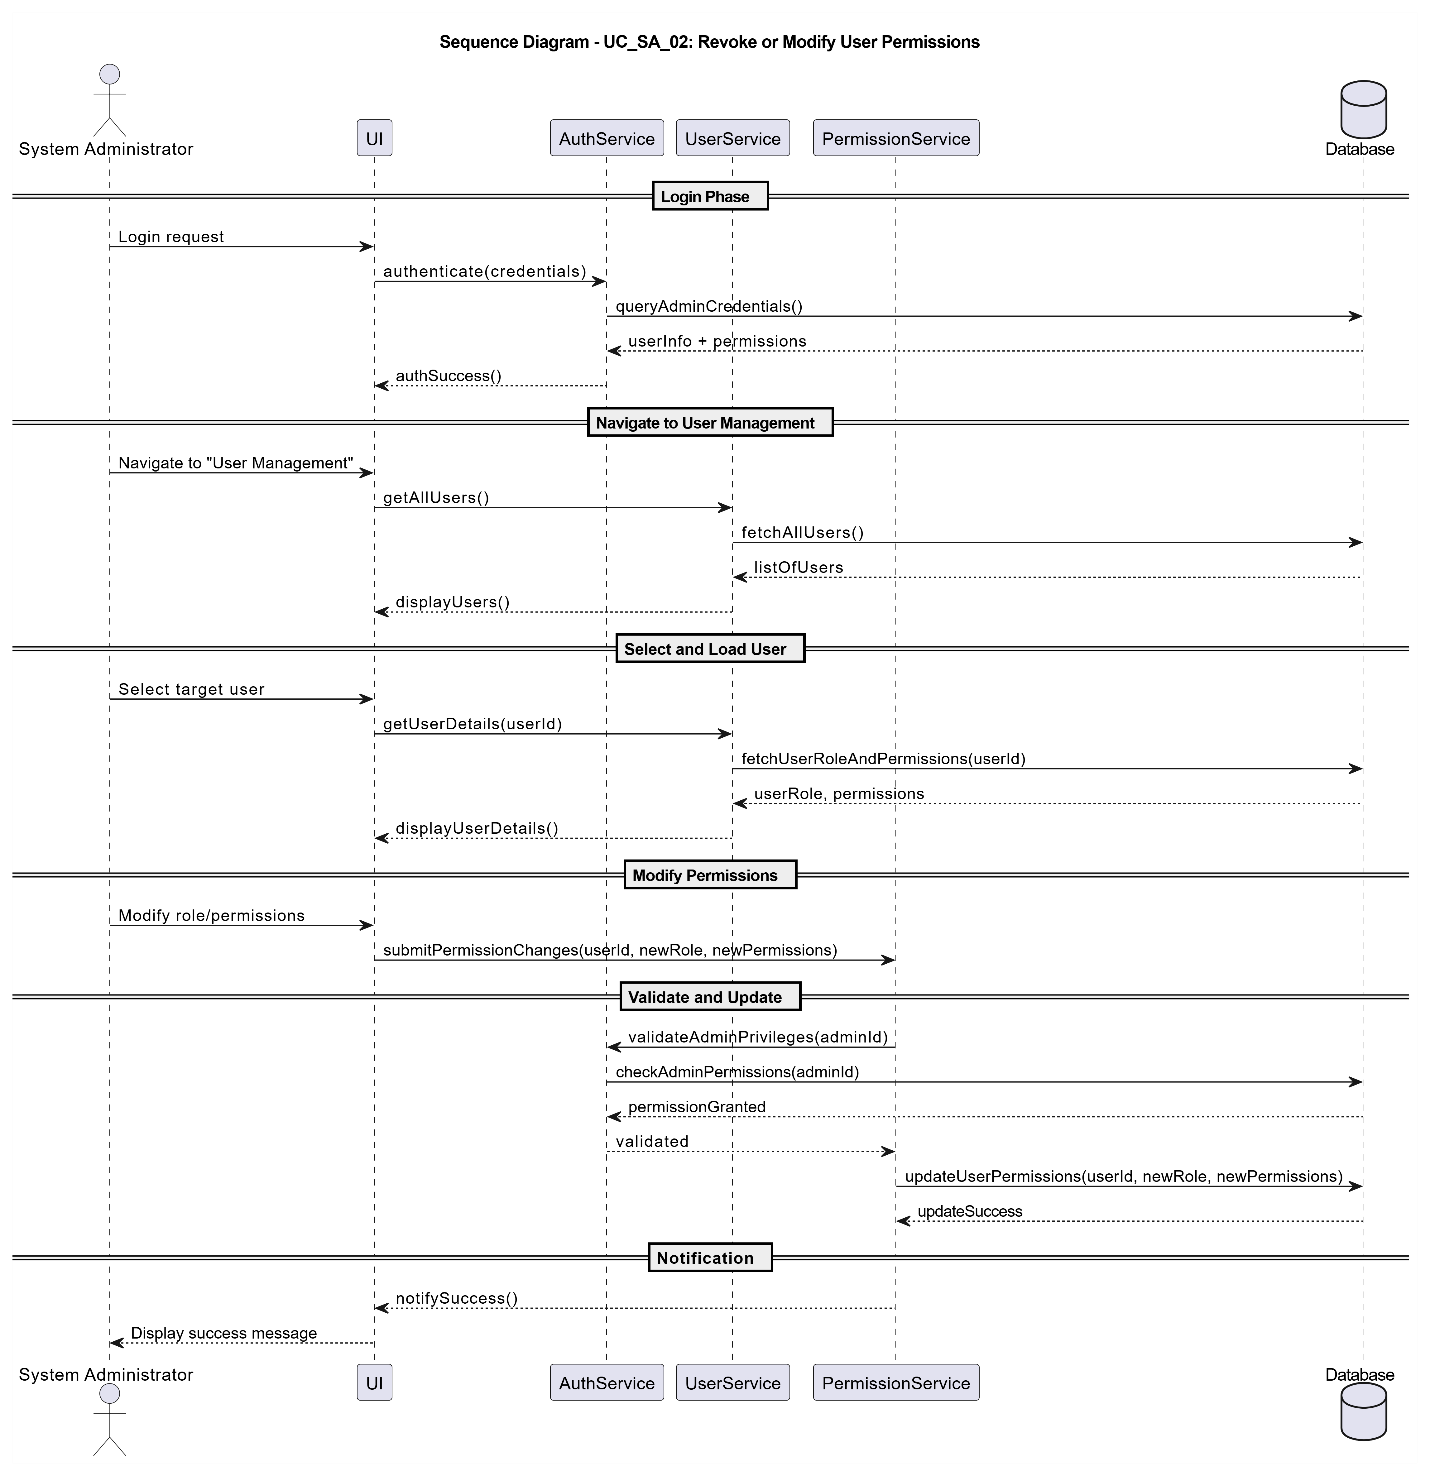 Sequence Diagram - UC_SA_02: Revoke or Modify User Permissions
System Administrator
UI
AuthService
UserService
PermissionService
Database
Login Phase
Login request
authenticate(credentials)
queryAdminCredentials()
userInfo + permissions
authSuccess()
Navigate to User Management
Navigate to "User Management"
getAllUsers()
fetchAllUsers()
listOfUsers
displayUsers()
Select and Load User
Select target user
getUserDetails(userId)
fetchUserRoleAndPermissions(userId)
userRole, permissions
displayUserDetails()
Modify Permissions
Modify role/permissions
submitPermissionChanges(userId, newRole, newPermissions)
Validate and Update
validateAdminPrivileges(adminId)
checkAdminPermissions(adminId)
permissionGranted
validated
updateUserPermissions(userId, newRole, newPermissions)
updateSuccess
Notification
notifySuccess()
Display success message
System Administrator
UI
AuthService
UserService
PermissionService
Database